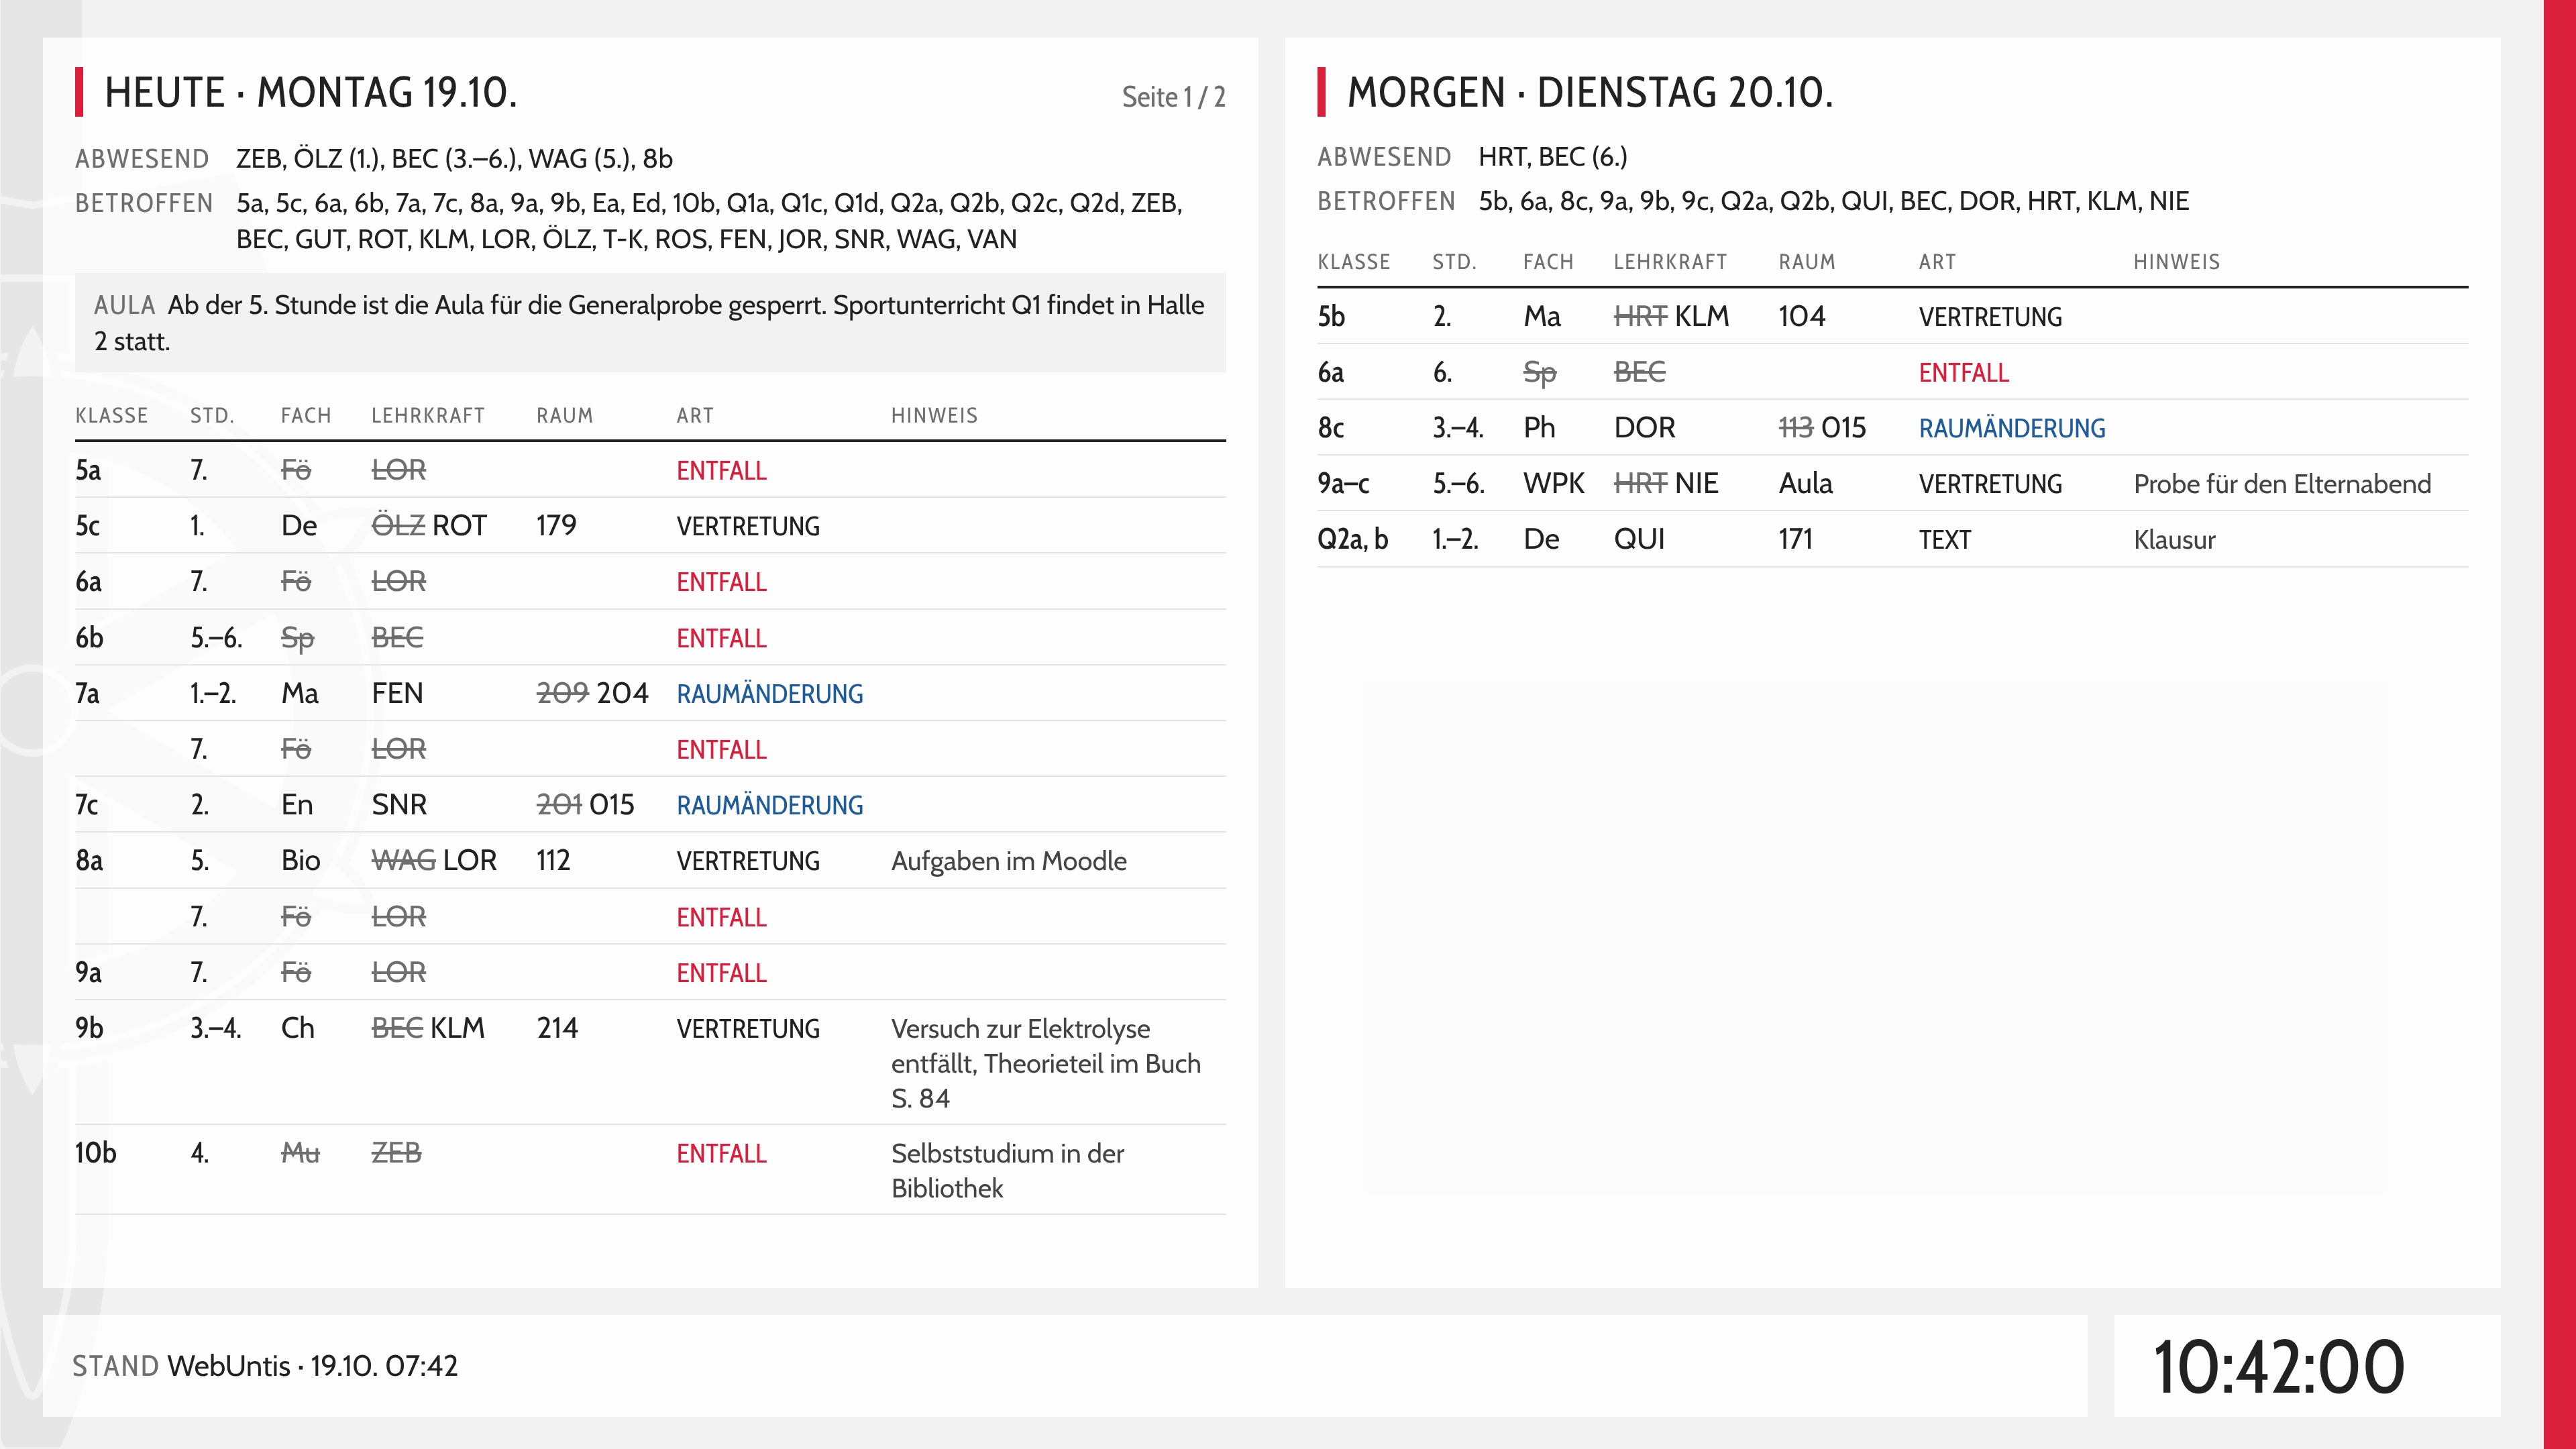 HEUTE · MONTAG 19.10.
Seite 1 / 2
ABWESEND ZEB, ÖLZ (1.), BEC (3.–6.), WAG (5.), 8b
BETROFFEN 5a, 5c, 6a, 6b, 7a, 7c, 8a, 9a, 9b, Ea, Ed, 10b, Q1a, Q1c, Q1d, Q2a, Q2b, Q2c, Q2d, ZEB,
BEC, GUT, ROT, KLM, LOR, ÖLZ, T-K, ROS, FEN, JOR, SNR, WAG, VAN
AULA Ab der 5. Stunde ist die Aula für die Generalprobe gesperrt. Sportunterricht Q1 findet in Halle
2 statt.
KLASSE STD. FACH LEHRKRAFT RAUM ART HINWEIS
5a 7. Fö LOR ENTFALL
5c 1. De ÖLZ ROT 179 VERTRETUNG
6a 7. Fö LOR ENTFALL
6b 5.–6. Sp BEC ENTFALL
7a 1.–2. Ma FEN 209 204 RAUMÄNDERUNG
7. Fö LOR ENTFALL
7c 2. En SNR 201 015 RAUMÄNDERUNG
8a 5. Bio WAG LOR 112 VERTRETUNG Aufgaben im Moodle
7. Fö LOR ENTFALL
9a 7. Fö LOR ENTFALL
9b 3.–4. Ch BEC KLM 214 VERTRETUNG Versuch zur Elektrolyse
entfällt, Theorieteil im Buch
S. 84
10b 4. Mu ZEB ENTFALL Selbststudium in der
Bibliothek
MORGEN · DIENSTAG 20.10.
ABWESEND HRT, BEC (6.)
BETROFFEN 5b, 6a, 8c, 9a, 9b, 9c, Q2a, Q2b, QUI, BEC, DOR, HRT, KLM, NIE
KLASSE STD. FACH LEHRKRAFT RAUM ART HINWEIS
5b 2. Ma HRT KLM 104 VERTRETUNG
6a 6. Sp BEC ENTFALL
8c 3.–4. Ph DOR 113 015 RAUMÄNDERUNG
9a–c 5.–6. WPK HRT NIE Aula VERTRETUNG Probe für den Elternabend
Q2a, b 1.–2. De QUI 171 TEXT Klausur
STAND WebUntis · 19.10. 07:42
10:42:00